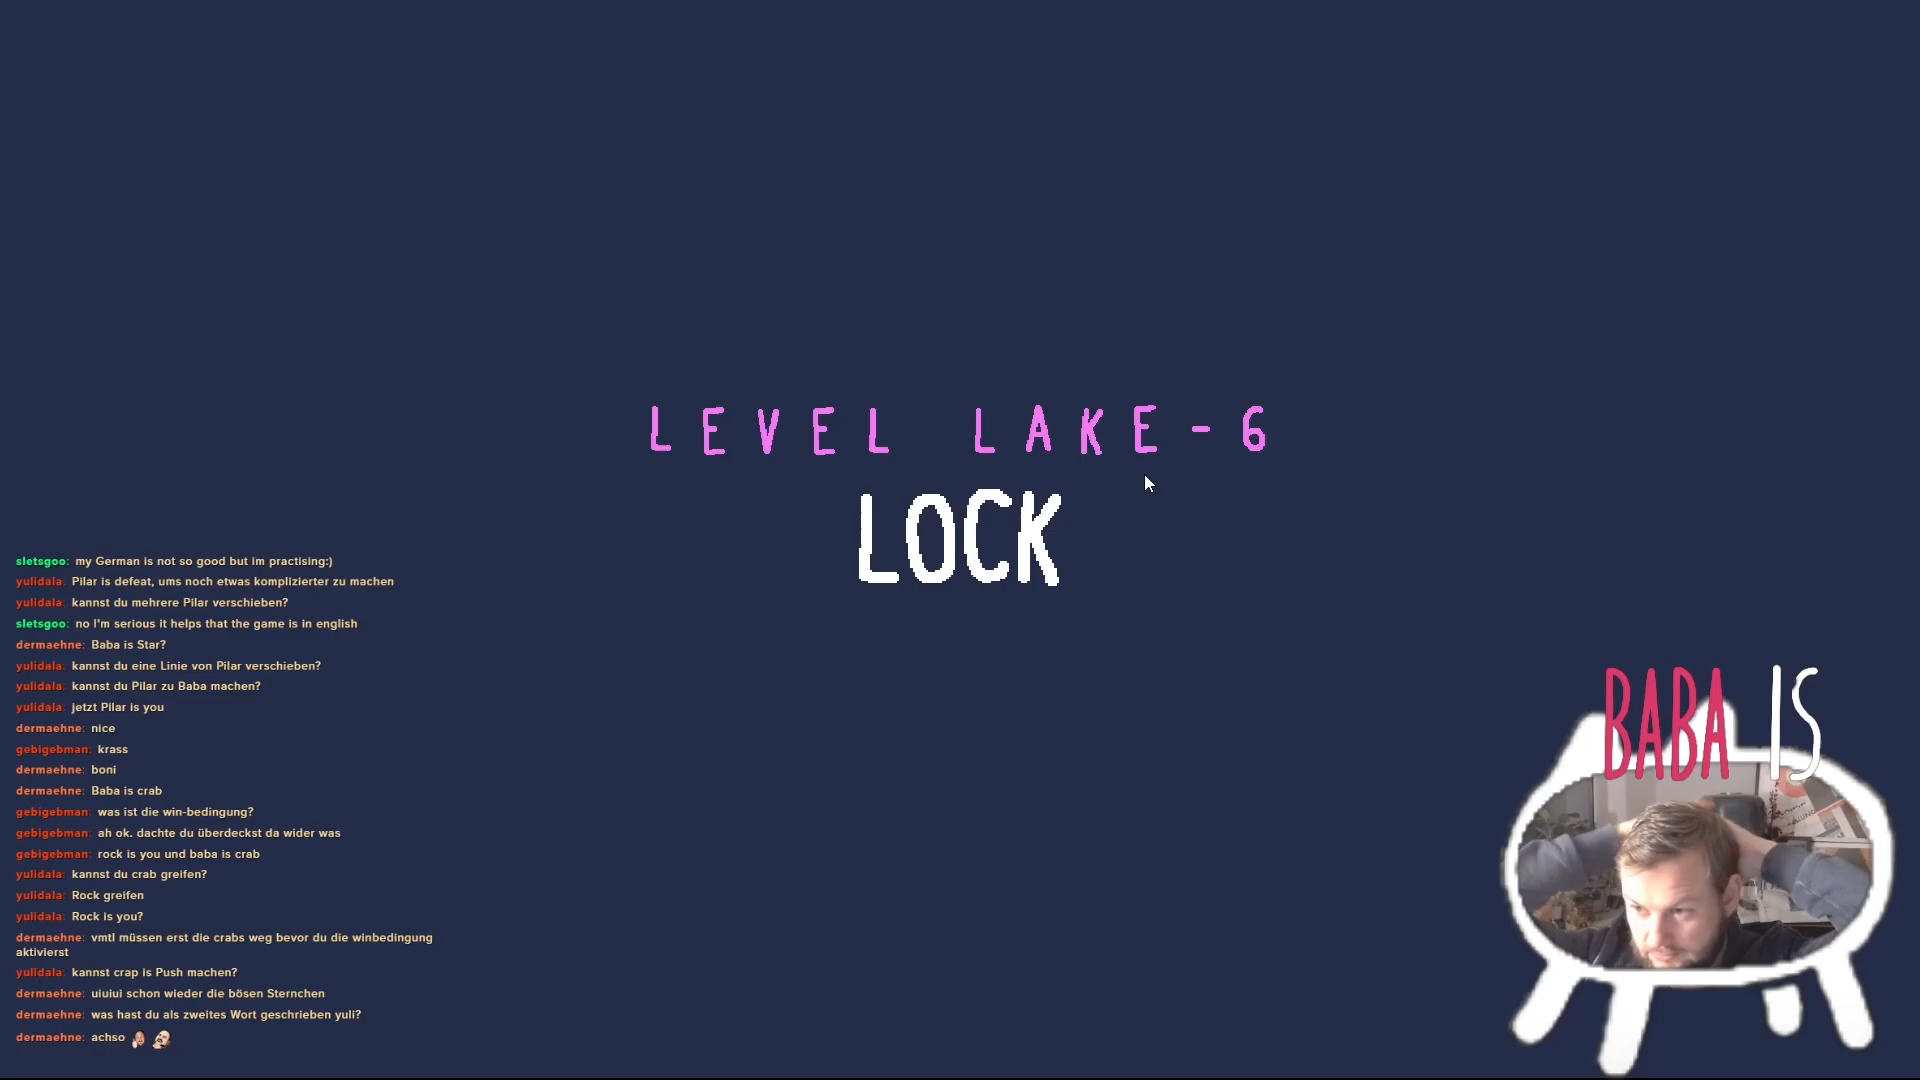 LEVEL LAKE-6
LOCK
sletsgoo: my German is not so good but im practising:)
yulidala: Pilar is defeat, ums noch etwas komplizierter zu machen
yulidala: kannst du mehrere Pilar verschieben?
sletsgoo: no I'm serious it helps that the game is in english
dermaehne: Baba is Star?
yulidala: kannst du eine Linie von Pilar verschieben?
yulidala: kannst du Pilar zu Baba machen?
yulidala: jetzt Pilar is you
dermaehne: nice
gebigebman: krass
dermaehne: boni
dermaehne: Baba is crab
gebigebman: was ist die win-bedingung?
gebigebman: ah ok. dachte du überdeckst da wider was
gebigebman: rock is you und baba is crab
yulidala: kannst du crab greifen?
yulidala: Rock greifen
yulidala: Rock is you?
dermaehne: vmtl müssen erst die crabs weg bevor du die winbedingung
aktivierst
yulidala: kannst crap is Push machen?
dermaehne: uiuiui schon wieder die bösen Sternchen
dermaehne: was hast du als zweites Wort geschrieben yuli?
dermaehne: achso
BABA IS